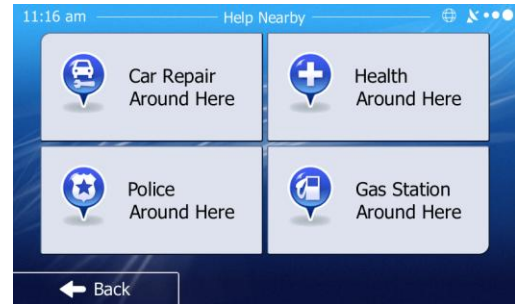 11:16 am
Help Nearby
Car Repair
Around Here
Health
Around Here
Police
Around Here
Gas Station
Around Here
Back